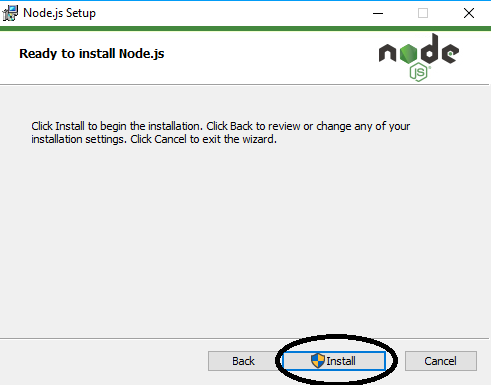 Node.js Setup
Ready to install Node.js
node
JS
Click Install to begin the installation. Click Back to review or change any of your
installation settings. Click Cancel to exit the wizard.
Back Install Cancel